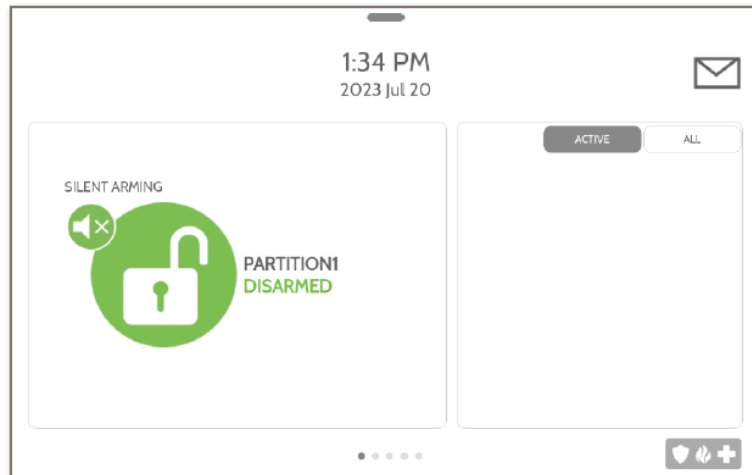 1:34 PM
2023 Jul 20
ACTIVE
ALL
SILENT ARMING
PARTITION1
DISARMED